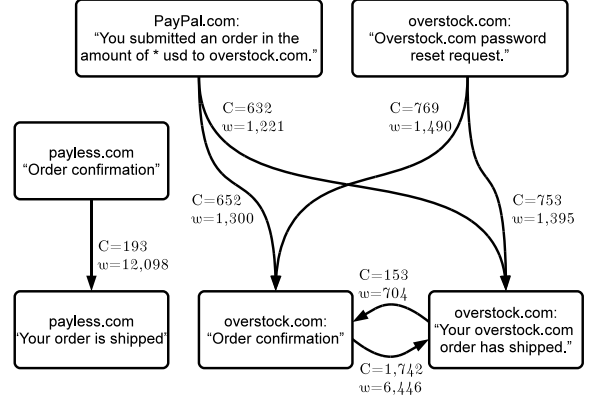 PayPal.com:
“You submitted an order in the
amount of * usd to overstock.com.”
overstock.com:
“Overstock.com password
reset request.”
C=632
w=1,221
C=769
w=1,490
payless.com
“Order confirmation”
C=652
w=1,300
C=753
w=1,395
C=193
w=12,098
C=153
w=704
payless.com
“Your order is shipped”
overstock.com:
“Order confirmation”
overstock.com:
“Your overstock.com
order has shipped.”
C=1,742
w=6,446